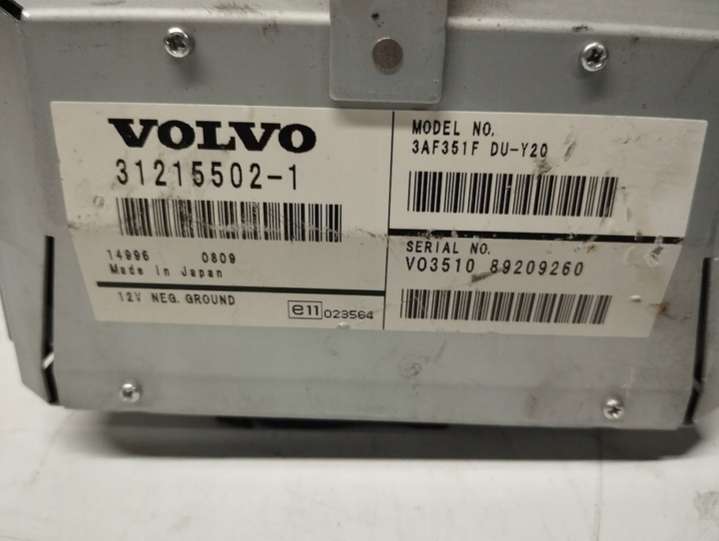 VOLVO
31215502-1
14996 0809
Made in Japan
12V NEG. GROUND
e11 023564
MODEL NO.
3AF351F DU-Y20
SERIAL NO.
VO3510 89209260